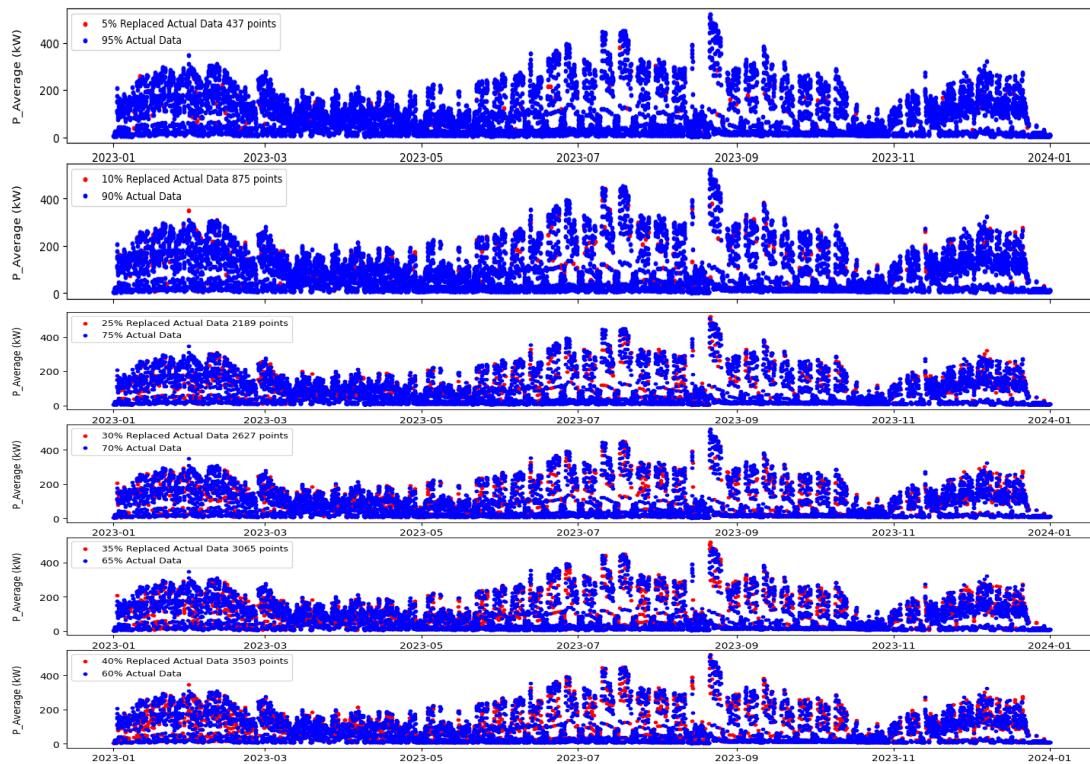 5% Replaced Actual Data 437 points
95% Actual Data
P_Average (kW)
400
200
0
2023-01 2023-03 2023-05 2023-07 2023-09 2023-11 2024-01
10% Replaced Actual Data 875 points
90% Actual Data
P_Average (kW)
400
200
0
2023-01 2023-03 2023-05 2023-07 2023-09 2023-11 2024-01
25% Replaced Actual Data 2189 points
75% Actual Data
P_Average (kW)
400
200
0
2023-01 2023-03 2023-05 2023-07 2023-09 2023-11 2024-01
30% Replaced Actual Data 2627 points
70% Actual Data
P_Average (kW)
400
200
0
2023-01 2023-03 2023-05 2023-07 2023-09 2023-11 2024-01
35% Replaced Actual Data 3065 points
65% Actual Data
P_Average (kW)
400
200
0
2023-01 2023-03 2023-05 2023-07 2023-09 2023-11 2024-01
40% Replaced Actual Data 3503 points
60% Actual Data
P_Average (kW)
400
200
0
2023-01 2023-03 2023-05 2023-07 2023-09 2023-11 2024-01